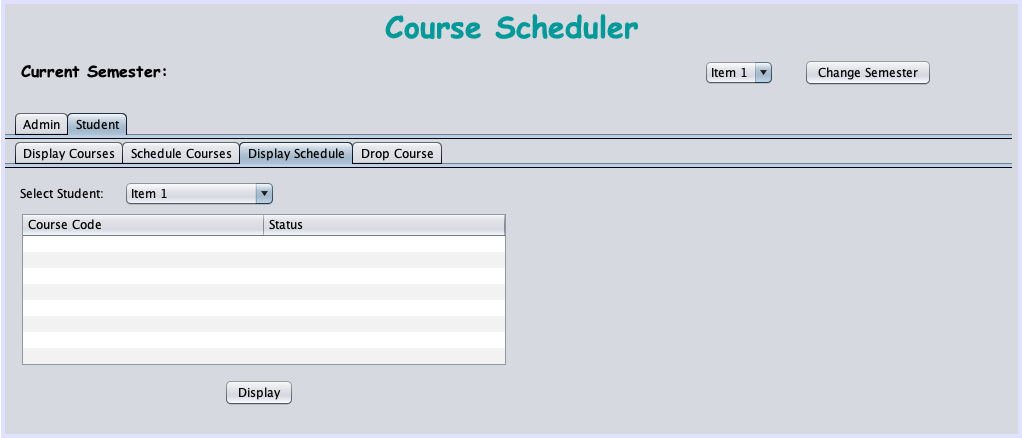 Course Scheduler
Current Semester: Item 1 Change Semester
Admin Student
Display Courses Schedule Courses Display Schedule Drop Course
Select Student: Item 1
Course Code Status
Display